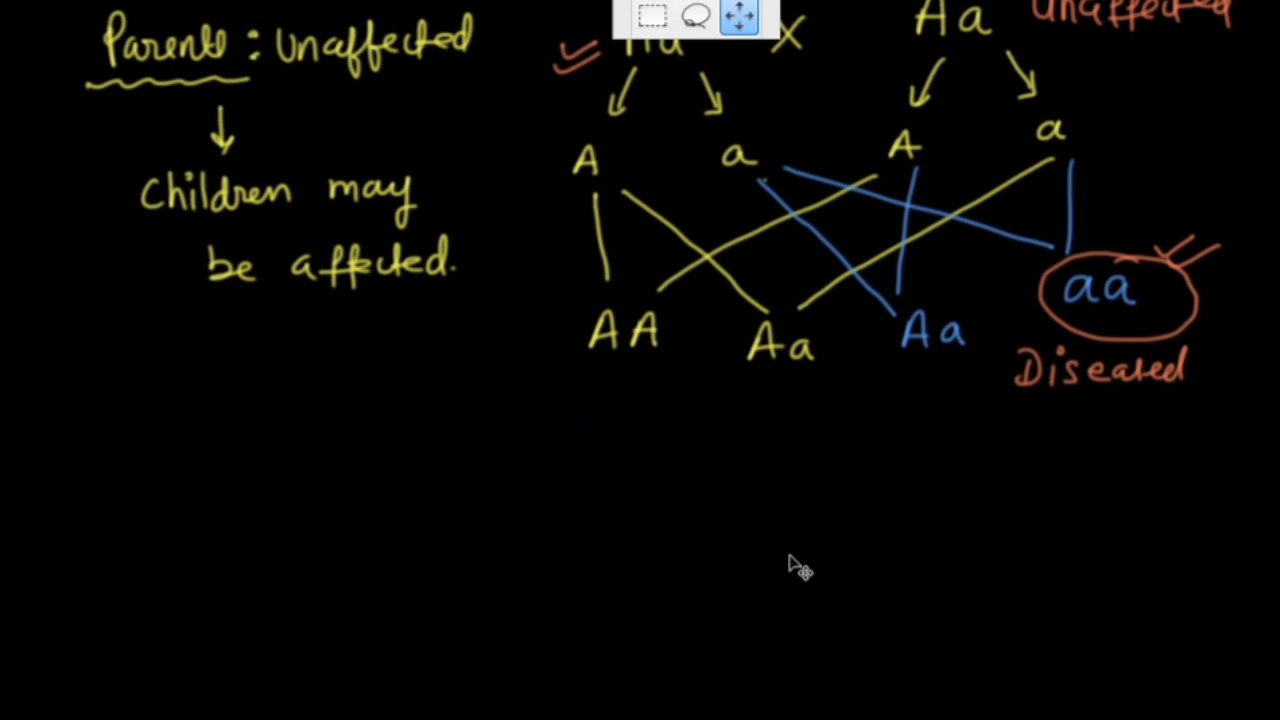 Parents : Unaffected
Children may
be affected.
X Aa Unaffected
A a A a
AA Aa Aa aa
Diseased